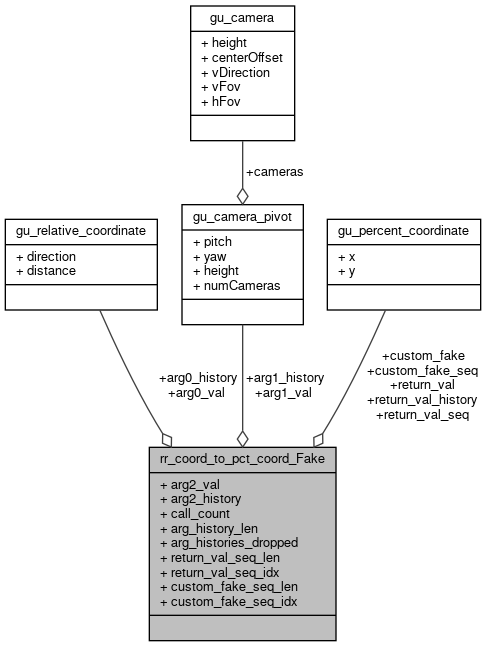 gu_camera
+ height
+ centerOffset
+ vDirection
+ vFov
+ hFov
+cameras
gu_relative_coordinate
+ direction
+ distance
gu_camera_pivot
+ pitch
+ yaw
+ height
+ numCameras
gu_percent_coordinate
+ x
+ y
+arg0_history
+arg0_val
+arg1_history
+arg1_val
+custom_fake
+custom_fake_seq
+return_val
+return_val_history
+return_val_seq
rr_coord_to_pct_coord_Fake
+ arg2_val
+ arg2_history
+ call_count
+ arg_history_len
+ arg_histories_dropped
+ return_val_seq_len
+ return_val_seq_idx
+ custom_fake_seq_len
+ custom_fake_seq_idx